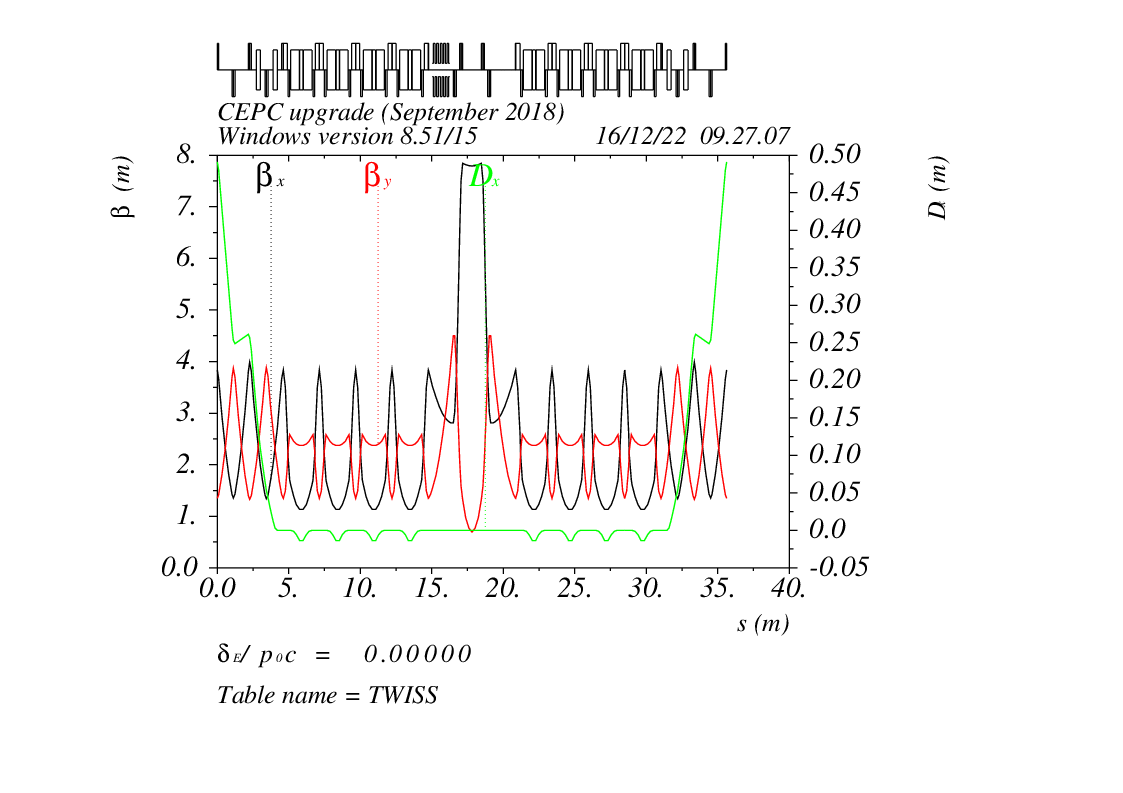 CEPC upgrade (September 2018)
Windows version 8.51/15 16/12/22 09.27.07
β (m)
8.
7.
6.
5.
4.
3.
2.
1.
0.0
βx βy Dx
0.50
0.45
0.40
0.35
0.30
0.25
0.20
0.15
0.10
0.05
0.0
-0.05
Dx (m)
0.0 5. 10. 15. 20. 25. 30. 35. 40.
s (m)
δE/ p0c = 0.00000
Table name = TWISS